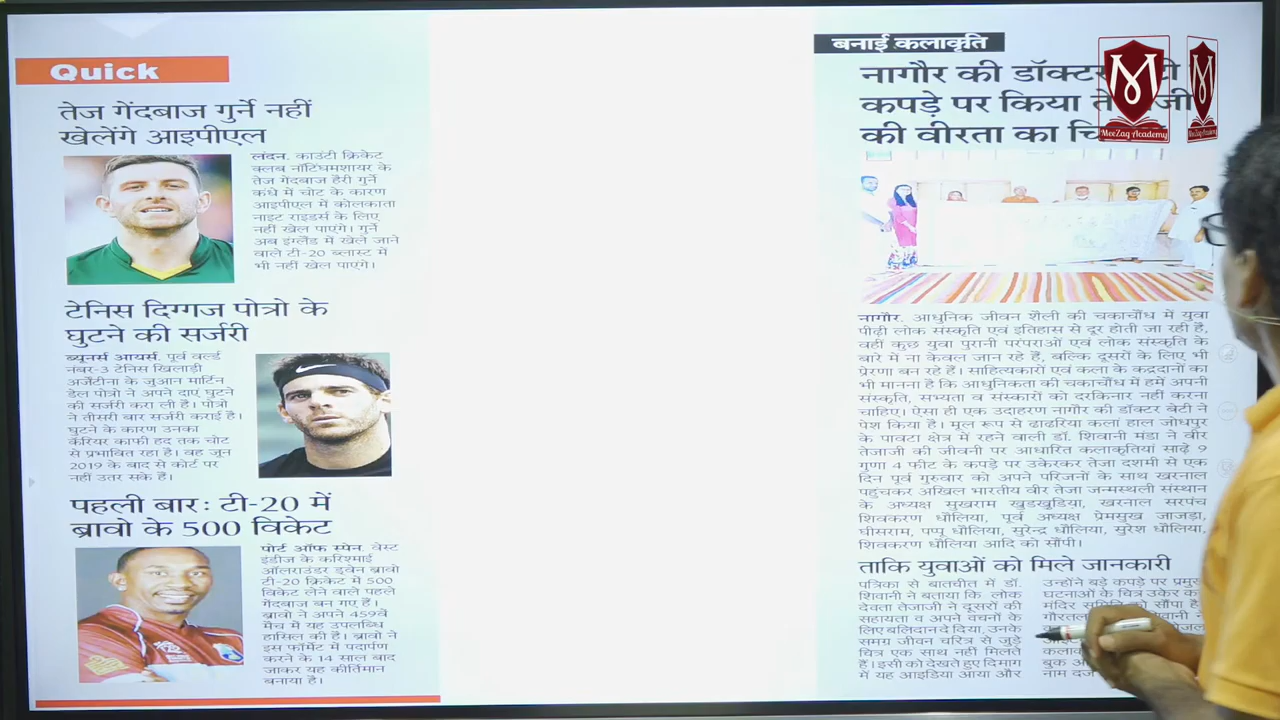 Quick
तेज गेंदबाज गुर्ने नहीं
खेलेंगे आइपीएल
लंदन. काउंटी क्रिकेट
क्लब नॉटिंघमशायर के
तेज गेंदबाज हैरी गुर्ने
कंधे में चोट के कारण
आइपीएल में कोलकाता
नाइट राइडर्स के लिए
नहीं खेल पाएंगे। गुर्ने
अब इंग्लैंड में खेले जाने
वाले टी-20 ब्लास्ट में
भी नहीं खेल पाएंगे।
टेनिस दिग्गज पोत्रो के
घुटने की सर्जरी
ब्यूनर्स आयर्स. पूर्व वर्ल्ड
नंबर-3 टेनिस खिलाड़ी
अर्जेंटीना के जुआन मार्टिन
डेल पोत्रो ने अपने दाएं घुटने
की सर्जरी करा ली है। पोत्रो
ने तीसरी बार सर्जरी कराई है।
घुटने के कारण उनका
कॅरियर काफी हद तक चोट
से प्रभावित रहा है। वह जून
2019 के बाद से कोर्ट पर
नहीं उतर सके हैं।
पहली बार: टी-20 में
ब्रावो के 500 विकेट
पोर्ट ऑफ स्पेन. वेस्ट
इंडीज के करिश्माई
ऑलराउंडर ड्वेन ब्रावो
टी-20 क्रिकेट में 500
विकेट लेने वाले पहले
गेंदबाज बन गए हैं।
ब्रावो ने अपने 459वें
मैच में यह उपलब्धि
हासिल की है। ब्रावो ने
इस फॉर्मेट में पदार्पण
करने के 14 साल बाद
जाकर यह कीर्तिमान
बनाया है।
बनाई कलाकृति
नागौर की डॉक्टर
कपड़े पर किया
की वीरता का
MeeZaq Academy
MeeZaq Academy
नागौर. आधुनिक जीवन शैली की चकाचौंध में युवा
पीढ़ी लोक संस्कृति एवं इतिहास से दूर होती जा रही है,
वहीं कुछ युवा पुरानी परंपराओं एवं लोक संस्कृति के
बारे में ना केवल जान रहे हैं, बल्कि दूसरों के लिए भी
प्रेरणा बन रहे हैं। साहित्यकारों एवं कला के कद्रदानों का
भी मानना है कि आधुनिकता की चकाचौंध में हमें अपनी
संस्कृति, सभ्यता व संस्कारों को दरकिनार नहीं करना
चाहिए। ऐसा ही एक उदाहरण नागौर की डॉक्टर बेटी ने
पेश किया है। मूल रूप से ढाढरिया कलां हाल जोधपुर
के पावटा क्षेत्र में रहने वाली डॉ. शिवानी मंडा ने वीर
तेजाजी की जीवनी पर आधारित कलाकृतियां साढ़े 9
गुणा 4 फीट के कपड़े पर उकेरकर तेजा दशमी से एक
दिन पूर्व गुरुवार को अपने परिजनों के साथ खरनाल
पहुंचकर अखिल भारतीय वीर तेजा जन्मस्थली संस्थान
के अध्यक्ष सुखराम खुड़खुड़िया, खरनाल सरपंच
शिवकरण धौलिया, पूर्व अध्यक्ष प्रेमसुख जाजड़ा,
घीसाराम, पप्पू धौलिया, सुरेन्द्र धौलिया, सुरेश धौलिया,
शिवकरण धौलिया आदि को सौंपी।
ताकि युवाओं को मिले जानकारी
पत्रिका से बातचीत में डॉ.
शिवानी ने बताया कि लोक
देवता तेजाजी ने दूसरों की
सहायता व अपने वचनों के
लिए बलिदान दे दिया, उनके
समग्र जीवन चरित्र से जुड़े
चित्र एक साथ नहीं मिलते
हैं। इसी को देखते हुए दिमाग
में यह आइडिया आया और
उन्होंने बड़े कपड़े पर प्रमुख
घटनाओं के चित्र उकेर कर
मंदिर समिति को सौंपा है
गौरतलब
बुक
नाम दर्ज